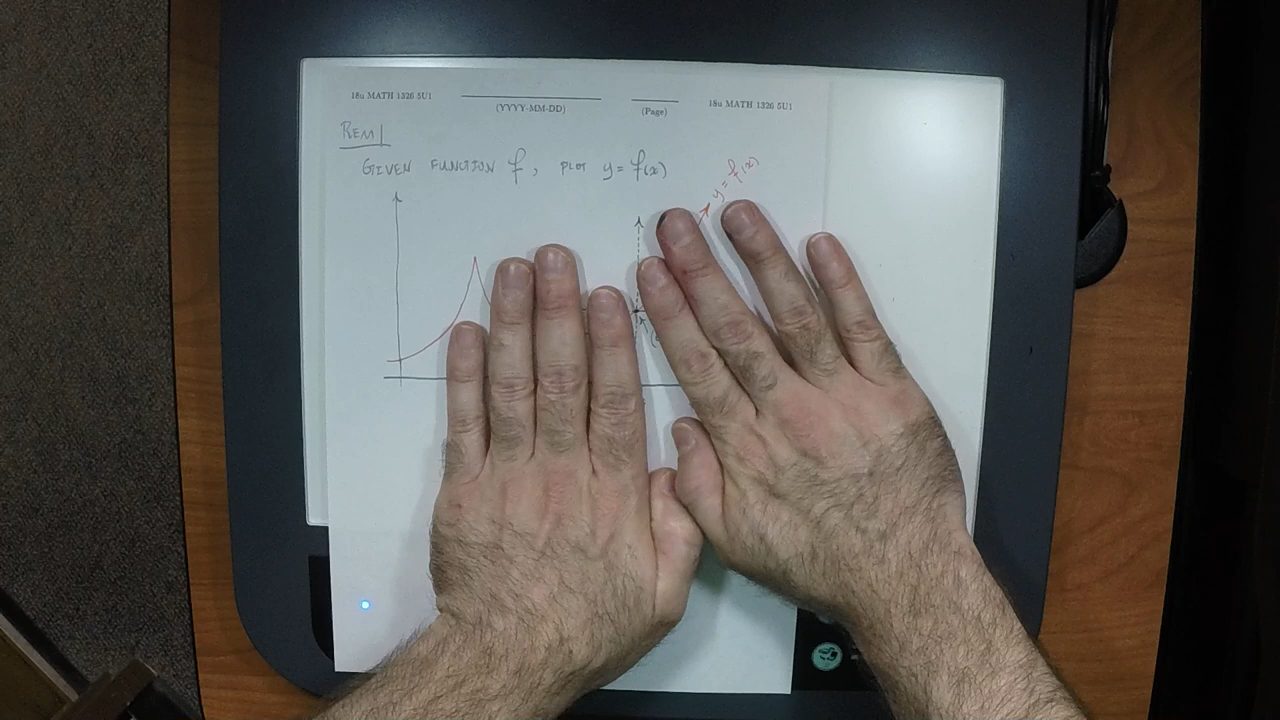 18u MATH 1326 5U1
(YYYY-MM-DD)
(Page)
18u MATH 1326 5U1
REM
GIVEN FUNCTION f, PLOT y = f(x)
y = f(x)